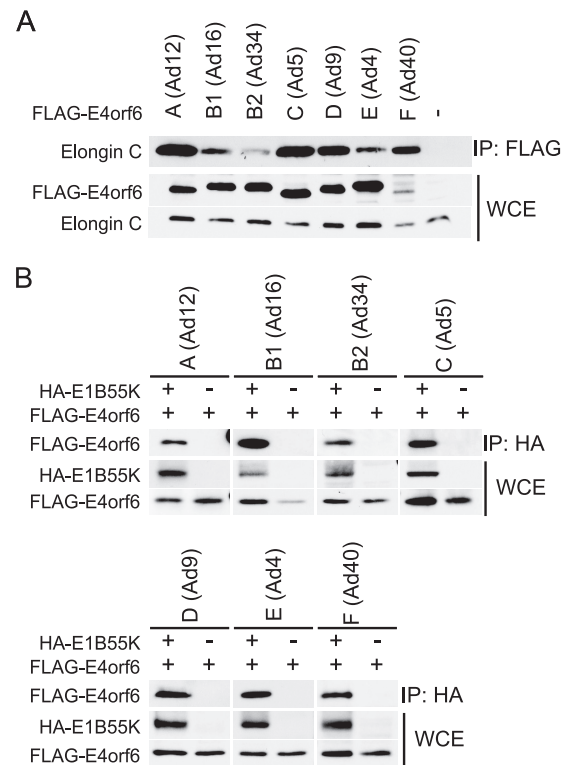 A
FLAG-E4orf6 A (Ad12) B1 (Ad16) B2 (Ad34) C (Ad5) D (Ad9) E (Ad4) F (Ad40) -
Elongin C IP: FLAG
FLAG-E4orf6
WCE
Elongin C
B
A (Ad12) B1 (Ad16) B2 (Ad34) C (Ad5)
HA-E1B55K + - + - + - + -
FLAG-E4orf6 + + + + + + + +
FLAG-E4orf6 IP: HA
HA-E1B55K
WCE
FLAG-E4orf6
D (Ad9) E (Ad4) F (Ad40)
HA-E1B55K + - + - + -
FLAG-E4orf6 + + + + + +
FLAG-E4orf6 IP: HA
HA-E1B55K
WCE
FLAG-E4orf6